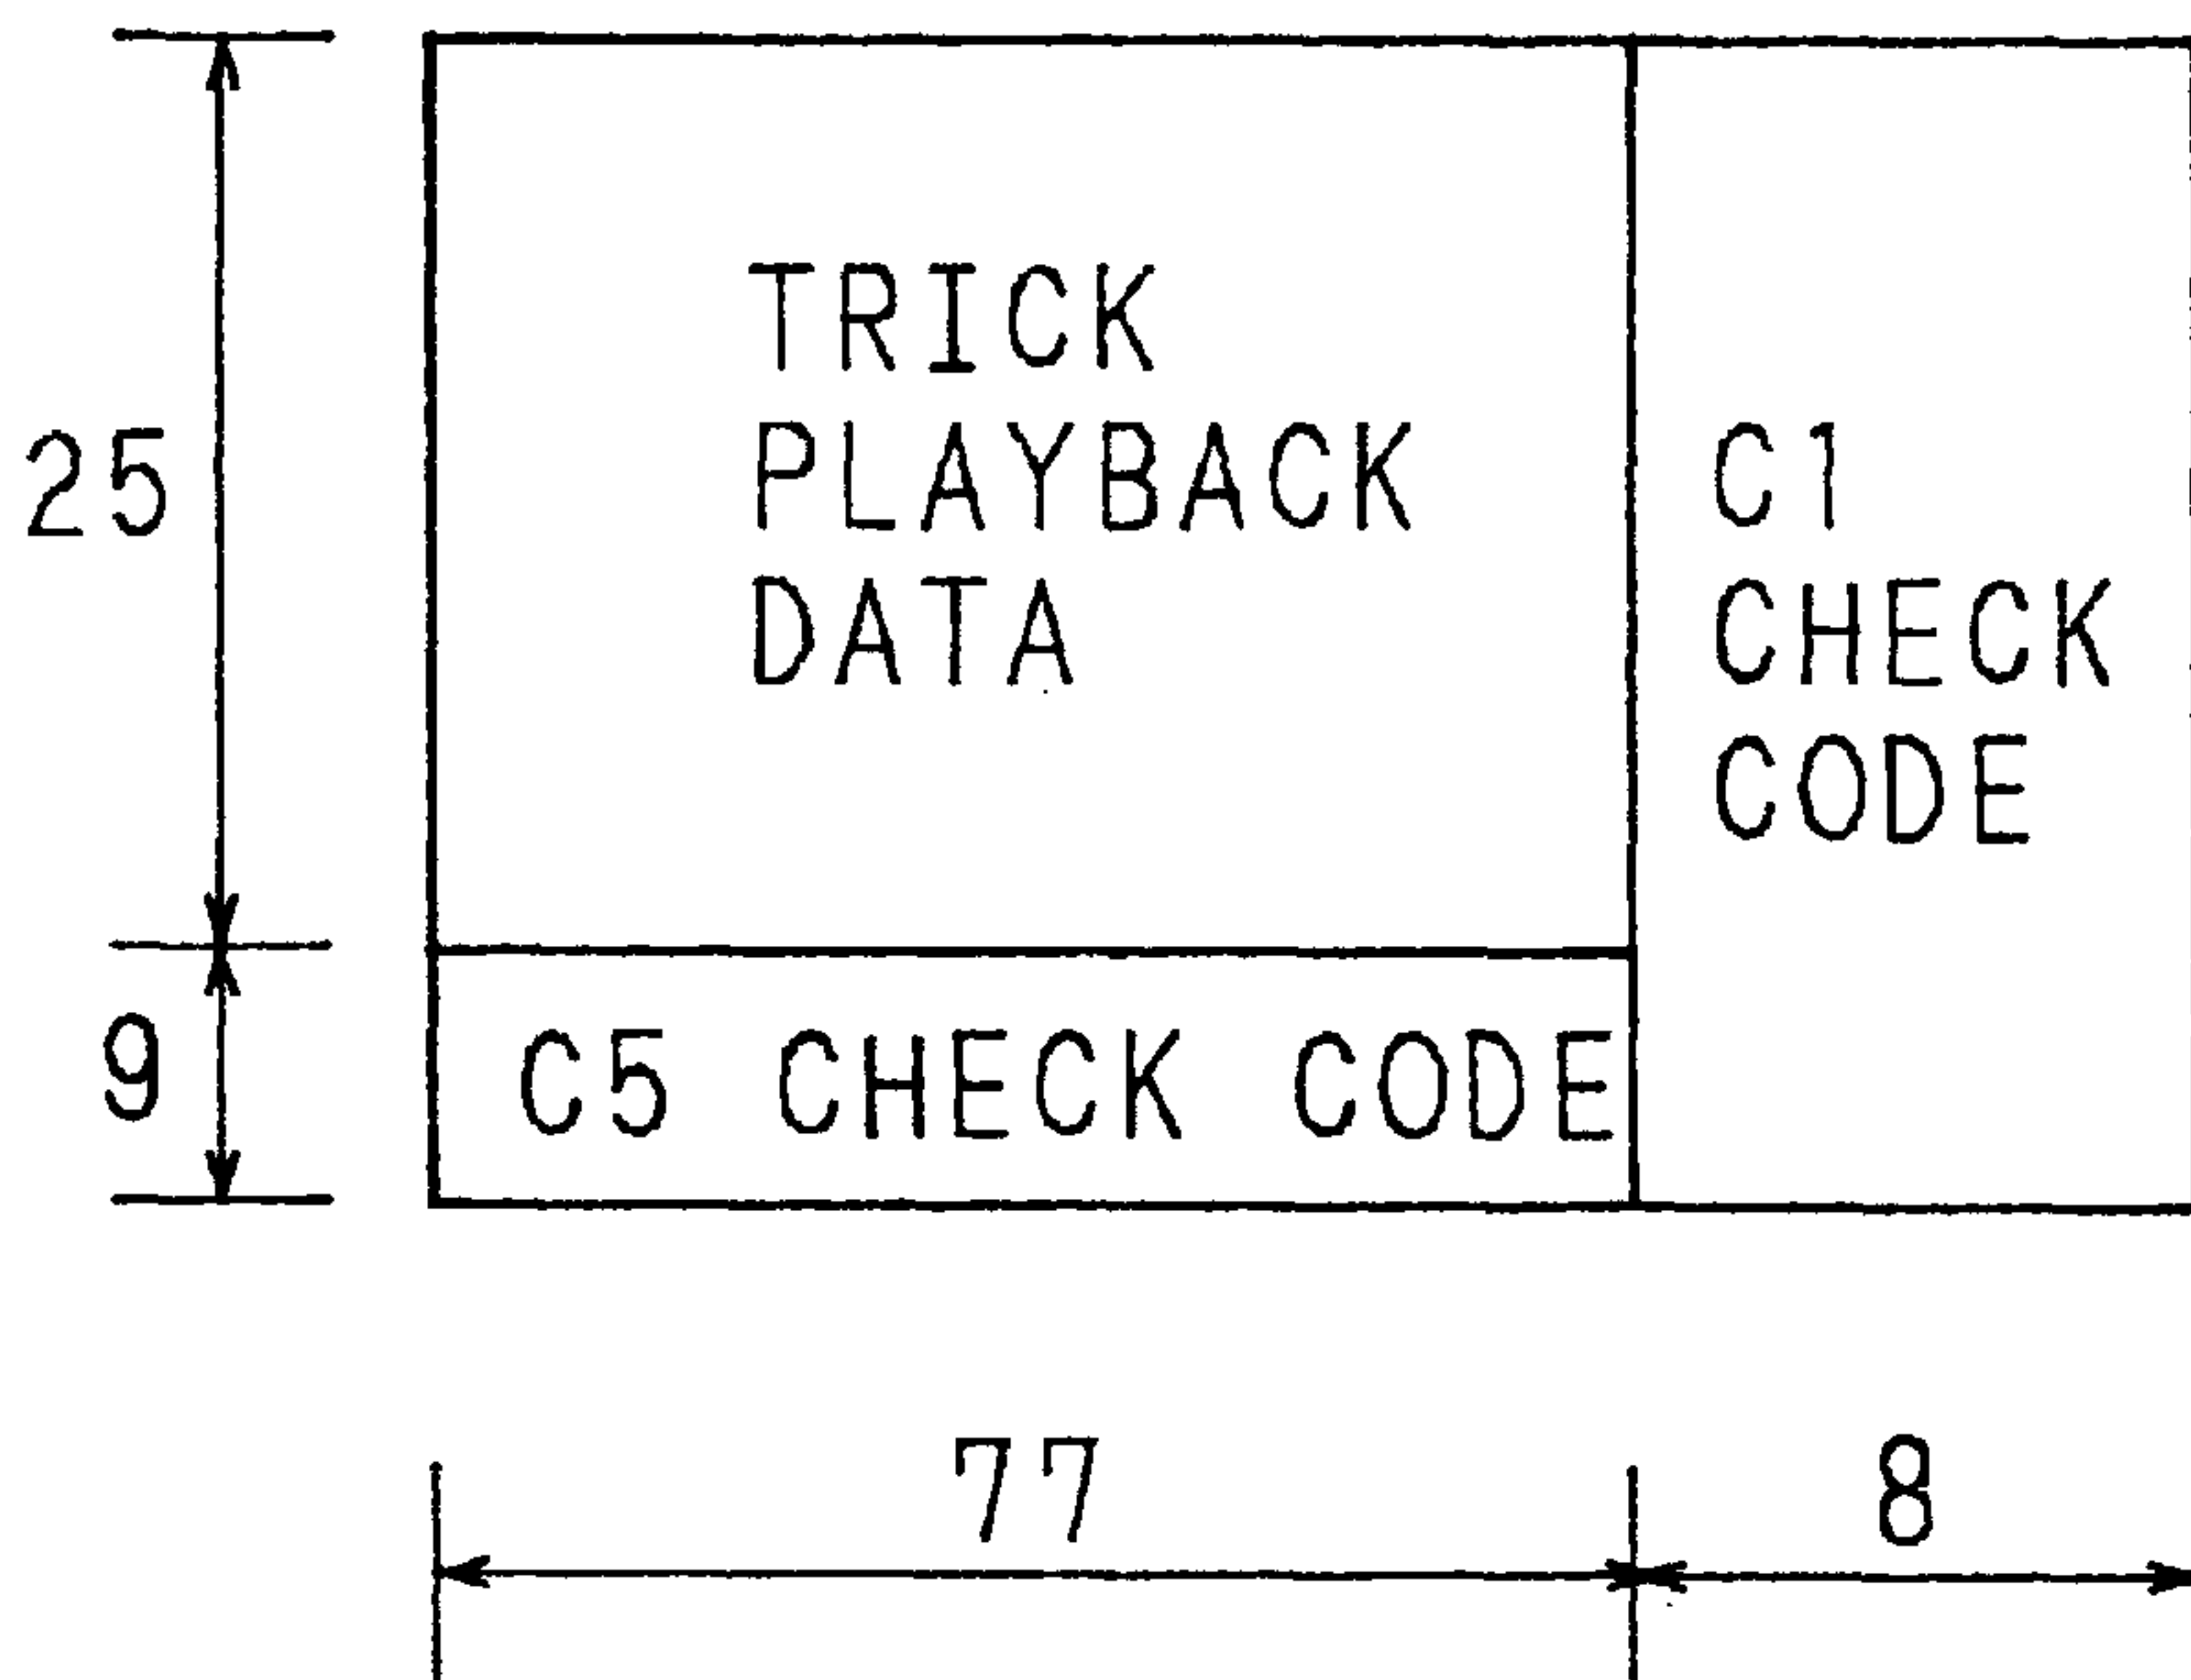 TRICK
PLAYBACK
DATA
25
C1
CHECK
CODE
9
C5 CHECK CODE
77
8